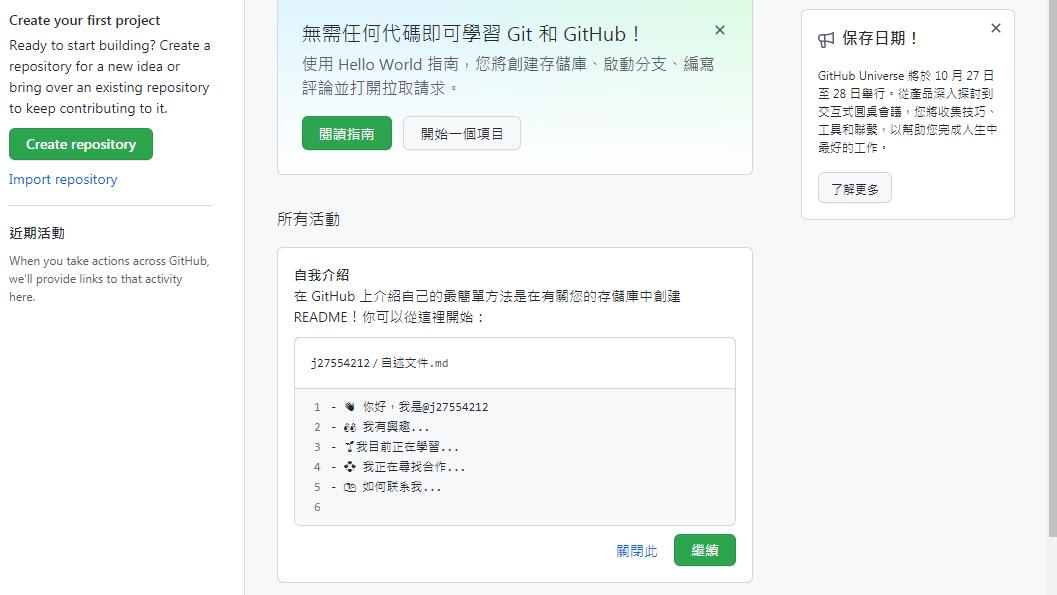 Create your first project
Ready to start building? Create a
repository for a new idea or
bring over an existing repository
to keep contributing to it.
Create repository
Import repository
近期活動
When you take actions across GitHub,
we'll provide links to that activity
here.
無需任何代碼即可學習 Git 和 GitHub！
使用 Hello World 指南，您將創建存儲庫、啟動分支、編寫
評論並打開拉取請求。
閱讀指南
開始一個項目
所有活動
自我介紹
在 GitHub 上介紹自己的最簡單方法是在有關您的存儲庫中創建
README！你可以從這裡開始：
j27554212 / 自述文件.md
1 - 👋 你好，我是@j27554212
2 - 👀 我有興趣...
3 - 🌱我目前正在學習...
4 - 💞️ 我正在尋找合作...
5 - 📫 如何联系我...
6
關閉此
繼續
保存日期！
GitHub Universe 將於 10 月 27 日
至 28 日舉行。從產品深入探討到
交互式圓桌會議，您將收集技巧、
工具和聯繫，以幫助您完成人生中
最好的工作。
了解更多